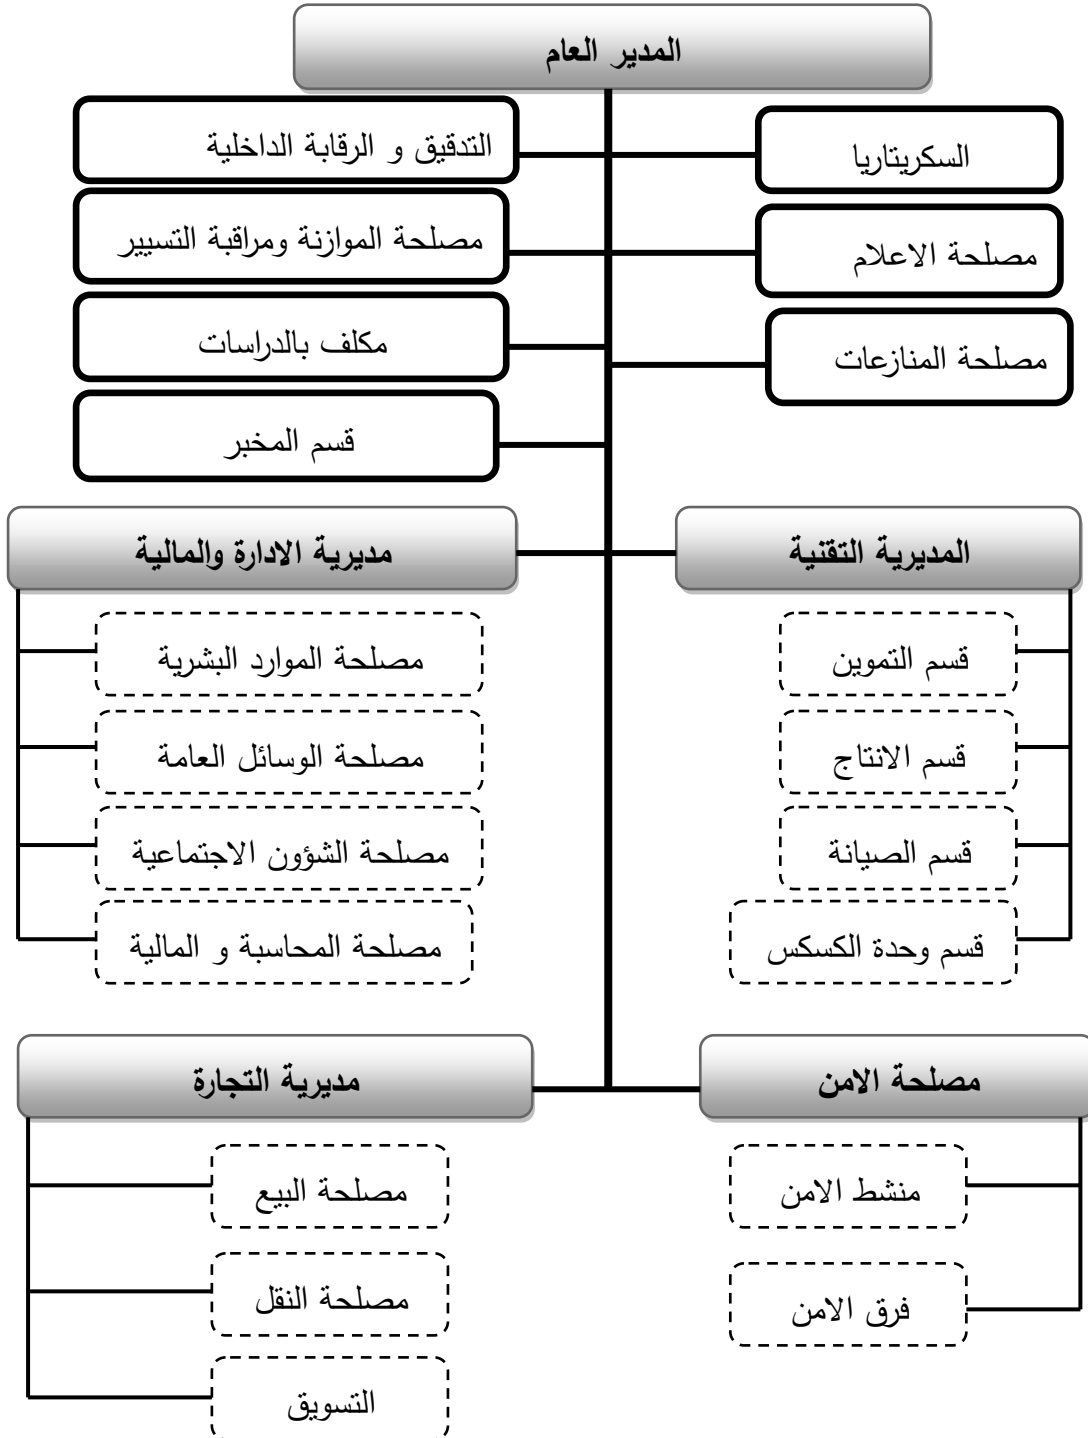 المدير العام
السكريتاريا
التدقيق و الرقابة الداخلية
مصلحة الاعلام
مصلحة الموازنة ومراقبة التسيير
مصلحة المنازعات
مكلف بالدراسات
قسم المخبر
المديرية التقنية
مديرية الادارة والمالية
قسم التموين
مصلحة الموارد البشرية
قسم الانتاج
مصلحة الوسائل العامة
قسم الصيانة
مصلحة الشؤون الاجتماعية
قسم وحدة الكسكس
مصلحة المحاسبة و المالية
مصلحة الامن
مديرية التجارة
منشط الامن
مصلحة البيع
فرق الامن
مصلحة النقل
التسويق